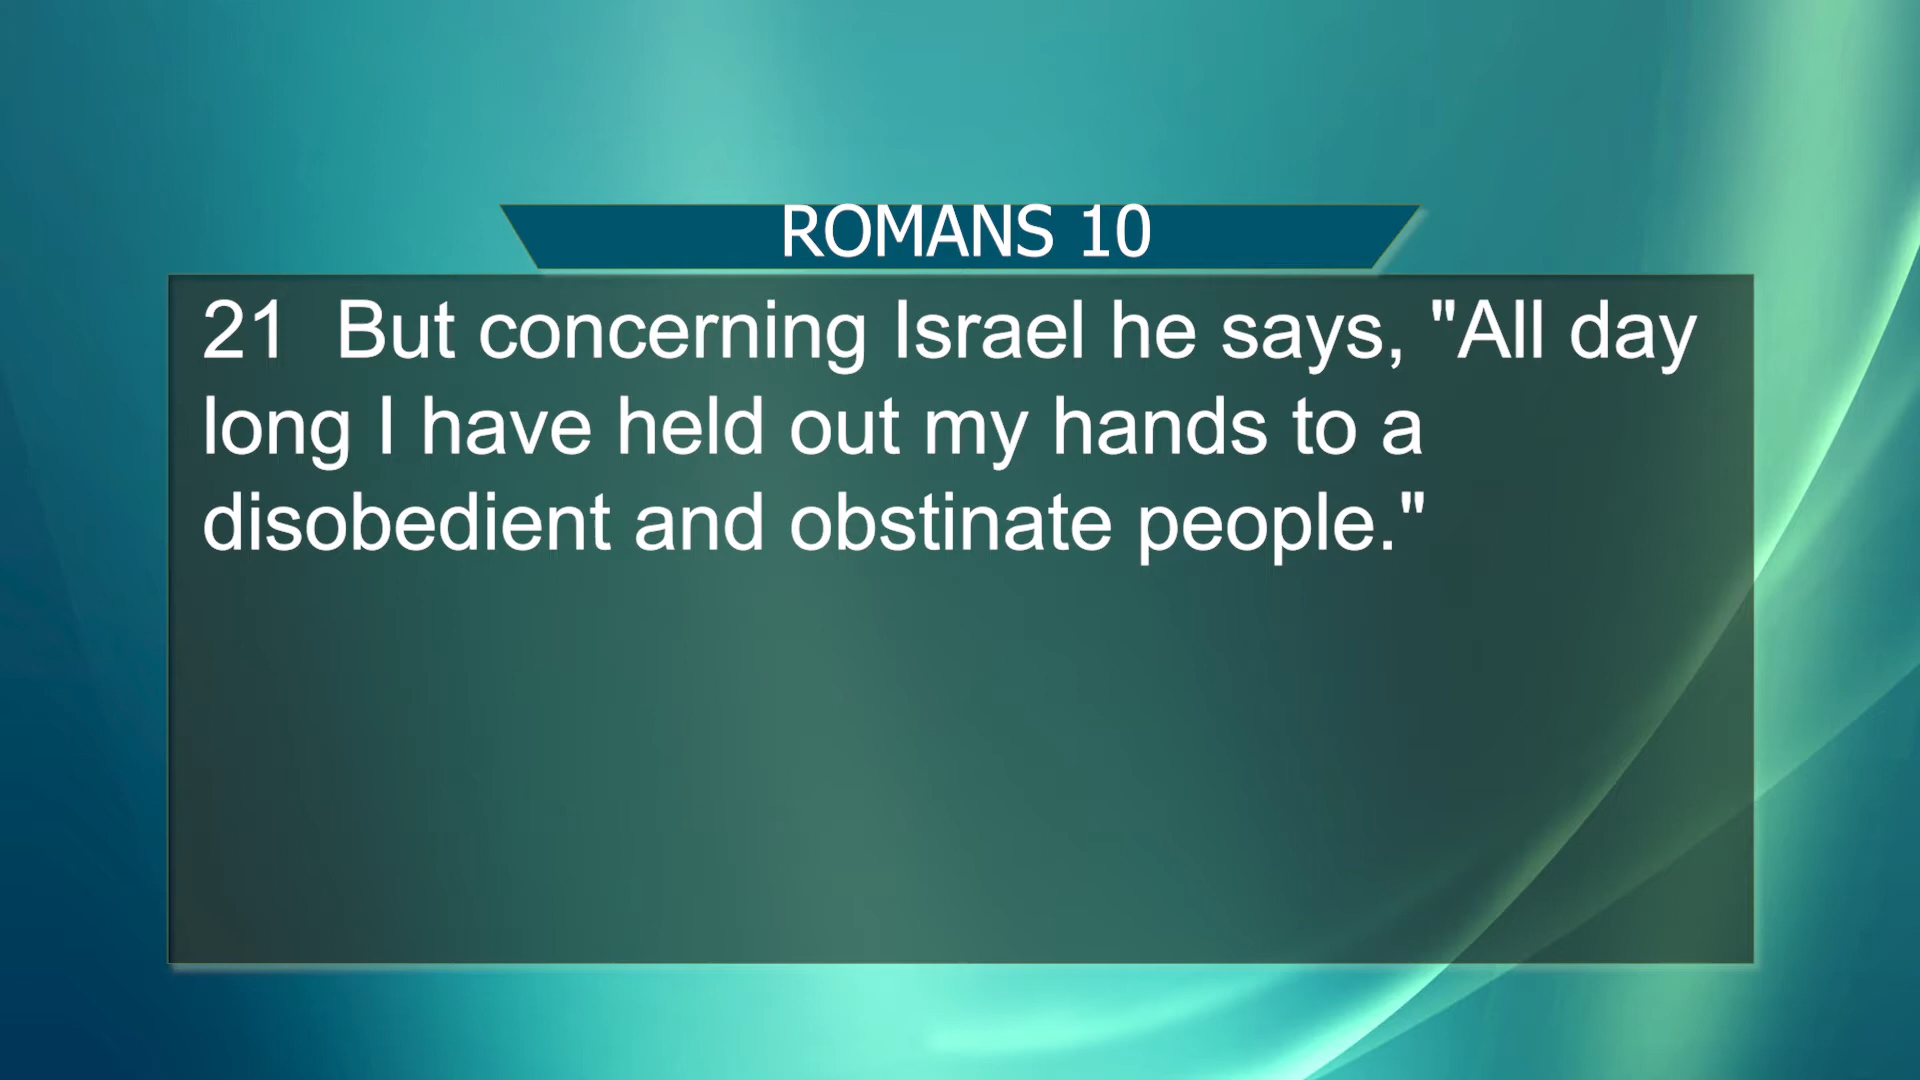 ROMANS 10
21  But concerning Israel he says, "All day
long I have held out my hands to a
disobedient and obstinate people."